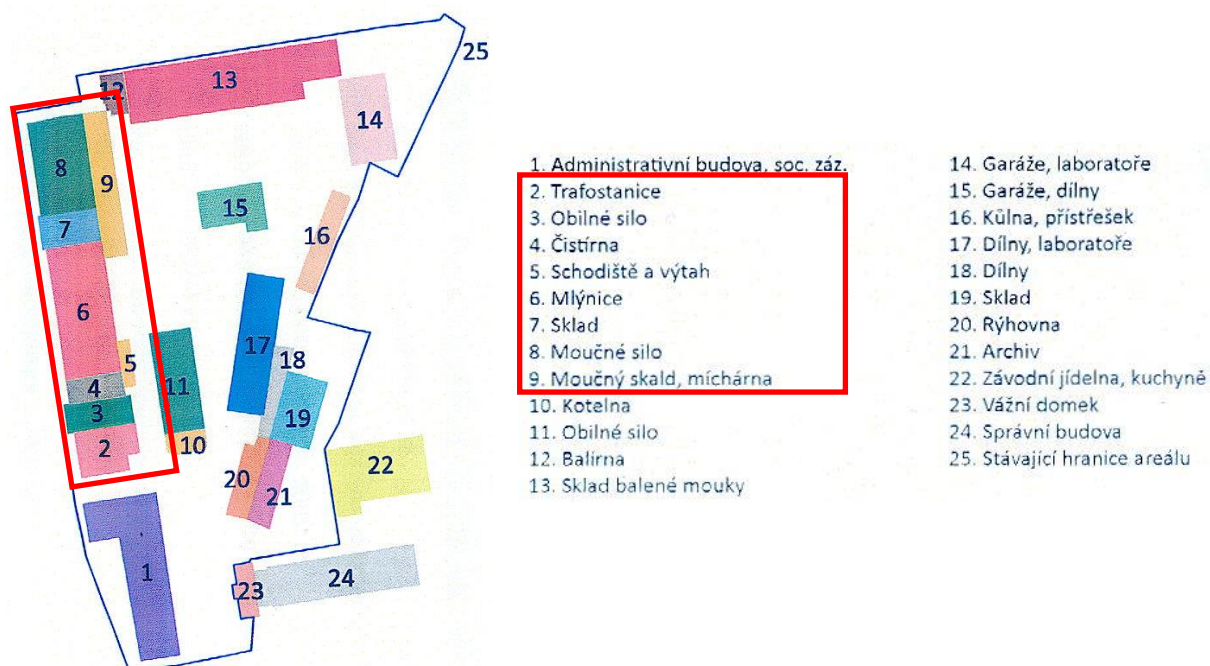 25
13
12
14
8
9
15
7
16
6
17
18
5
11
4
19
3
10
2
22
20
21
1
24
23
1. Administrativní budova, soc. záz.
2. Trafostanice
3. Obilné silo
4. Čistírna
5. Schodiště a výtah
6. Mlýnice
7. Sklad
8. Moučné silo
9. Moučný skald, míchárna
10. Kotelna
11. Obilné silo
12. Balírna
13. Sklad balené mouky
14. Garáže, laboratoře
15. Garáže, dílny
16. Kůlna, přístřešek
17. Dílny, laboratoře
18. Dílny
19. Sklad
20. Rýhovna
21. Archiv
22. Závodní jídelna, kuchyně
23. Vážní domek
24. Správní budova
25. Stávající hranice areálu